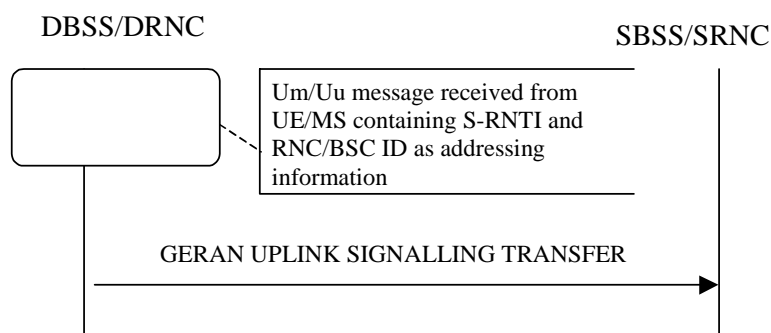 DBSS/DRNC
SBSS/SRNC
Um/Uu message received from
UE/MS containing S-RNTI and
RNC/BSC ID as addressing
information
GERAN UPLINK SIGNALLING TRANSFER